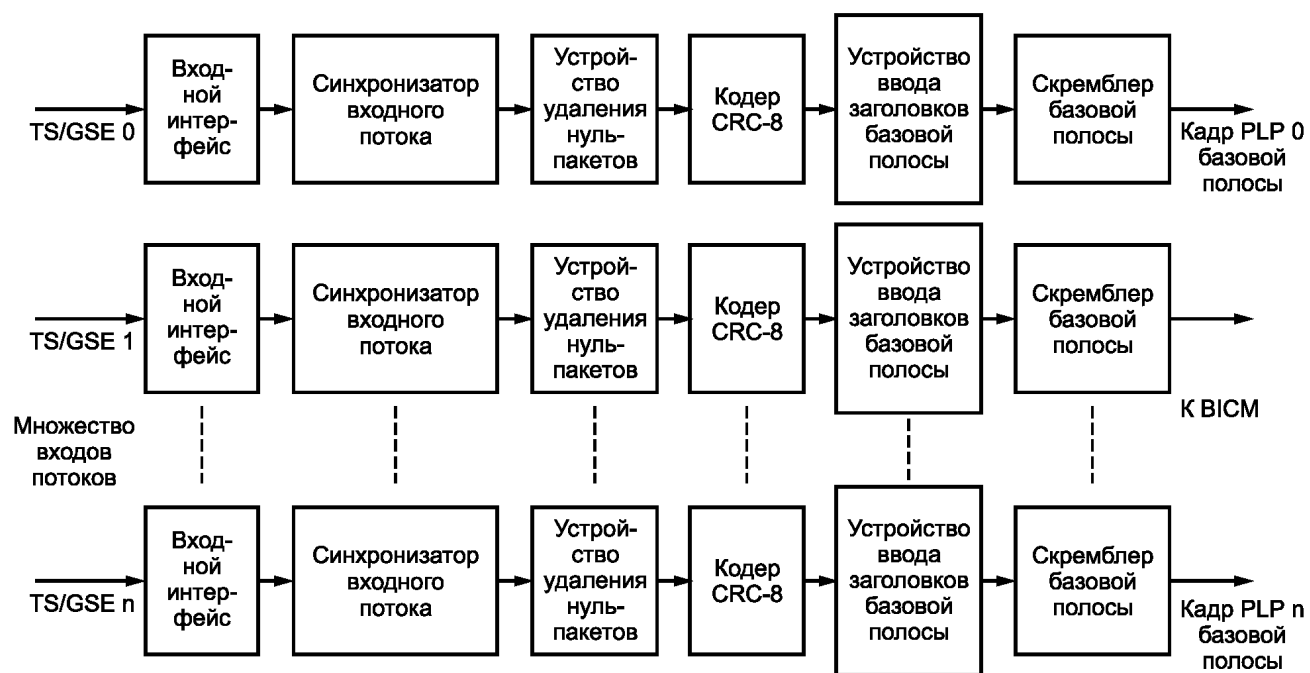 TS/GSE 0
Вход-
ной
интер-
фейс
Синхронизатор
входного
потока
Устрой-
ство
удаления
нуль-
пакетов
Кодер
CRC-8
Устройство
ввода
заголовков
базовой
полосы
Скремблер
базовой
полосы
Кадр PLP 0
базовой
полосы
TS/GSE 1
Вход-
ной
интер-
фейс
Синхронизатор
входного
потока
Устрой-
ство
удаления
нуль-
пакетов
Кодер
CRC-8
Устройство
ввода
заголовков
базовой
полосы
Скремблер
базовой
полосы
К BICM
Множество
входов
потоков
TS/GSE n
Вход-
ной
интер-
фейс
Синхронизатор
входного
потока
Устрой-
ство
удаления
нуль-
пакетов
Кодер
CRC-8
Устройство
ввода
заголовков
базовой
полосы
Скремблер
базовой
полосы
Кадр PLP n
базовой
полосы